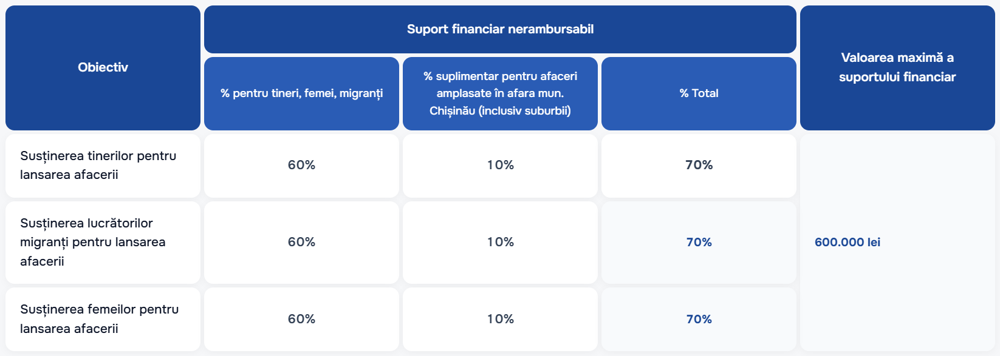 Obiectiv
Suport financiar nerambursabil
Valoarea maximă a
suportului financiar
% pentru tineri, femei, migranți
% suplimentar pentru afaceri
amplasate în afara mun.
Chișinău (inclusiv suburbii)
% Total
Susținerea tinerilor pentru
lansarea afacerii
60%
10%
70%
600.000 lei
Susținerea lucrătorilor
migranți pentru lansarea
afacerii
60%
10%
70%
Susținerea femeilor pentru
lansarea afacerii
60%
10%
70%